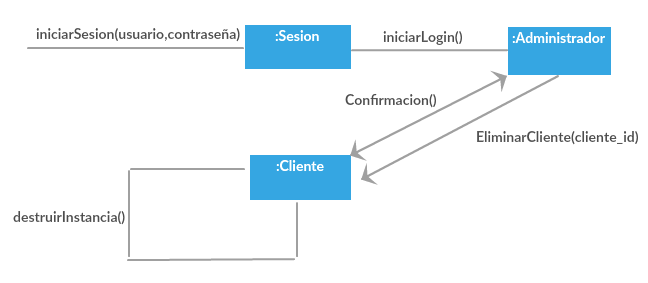 iniciarSesion(usuario,contraseña)
:Sesion
iniciarLogin()
:Administrador
Confirmacion()
EliminarCliente(cliente_id)
:Cliente
destruirInstancia()